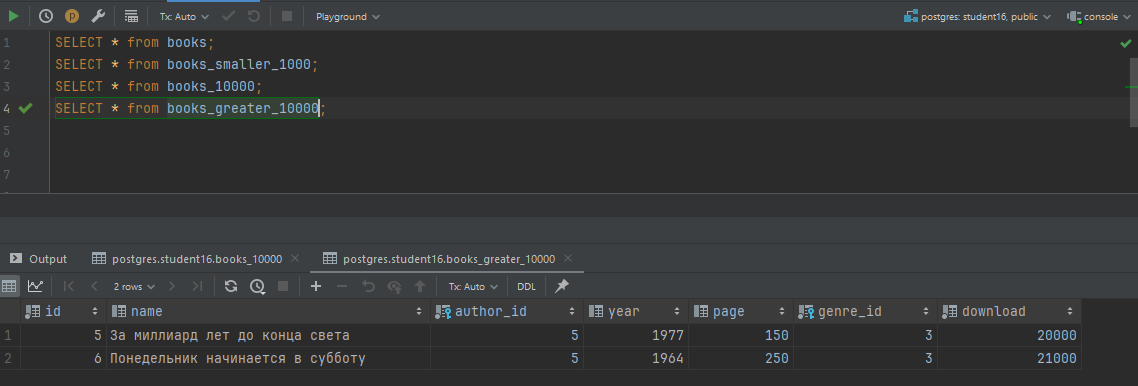 Tx: Auto Playground postgres: student16, public console
1 SELECT * from books;
2 SELECT * from books_smaller_1000;
3 SELECT * from books_10000;
4 SELECT * from books_greater_10000;
5
6
7
Output postgres.student16.books_10000 postgres.student16.books_greater_10000
2 rows Tx: Auto DDL
id name author_id year page genre_id download
1 5 За миллиард лет до конца света 5 1977 150 3 20000
2 6 Понедельник начинается в субботу 5 1964 250 3 21000